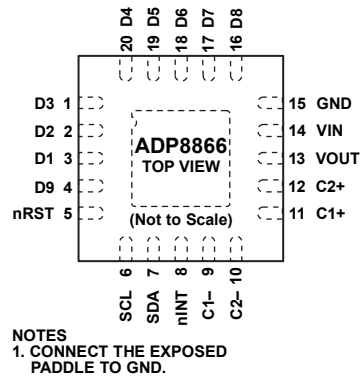 20 D4
19 D5
18 D6
17 D7
16 D8
D3 1
D2 2
D1 3
D9 4
nRST 5
ADP8866
TOP VIEW
(Not to Scale)
15 GND
14 VIN
13 VOUT
12 C2+
11 C1+
SCL 6
SDA 7
nINT 8
C1– 9
C2– 10
NOTES
1. CONNECT THE EXPOSED
PADDLE TO GND.